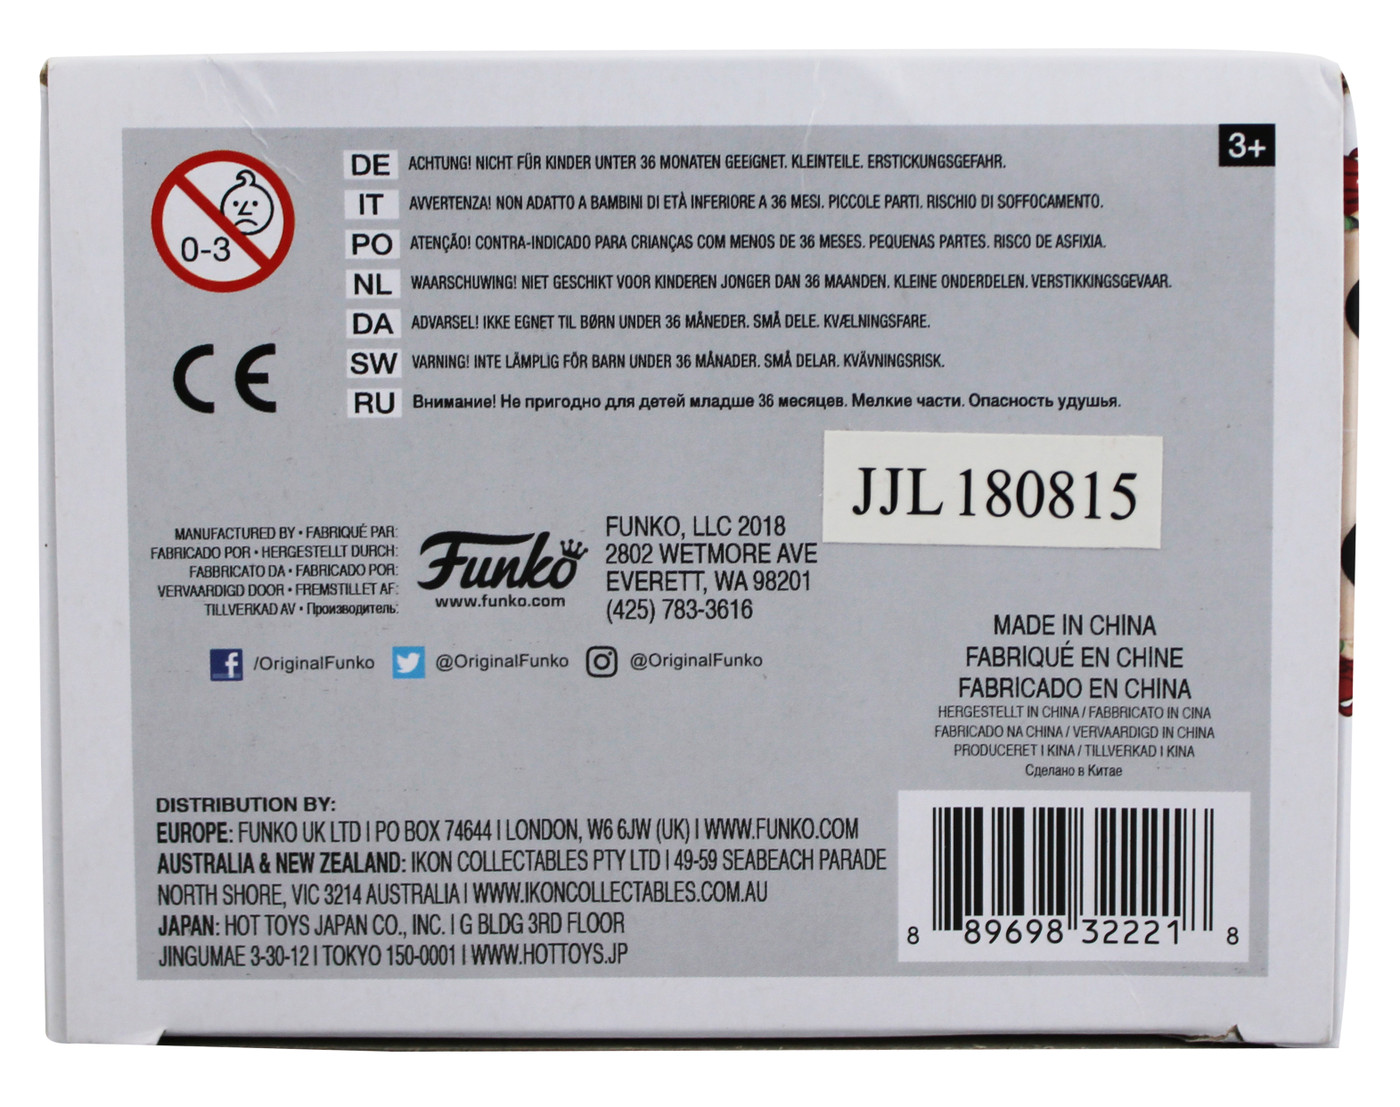 3+
0-3
DE ACHTUNG! NICHT FÜR KINDER UNTER 36 MONATEN GEEIGNET. KLEINTEILE. ERSTICKUNGSGEFAHR.
IT AVVERTENZA! NON ADATTO A BAMBINI DI ETÀ INFERIORE A 36 MESI. PICCOLE PARTI. RISCHIO DI SOFFOCAMENTO.
PO ATENÇÃO! CONTRA-INDICADO PARA CRIANÇAS COM MENOS DE 36 MESES. PEQUENAS PARTES. RISCO DE ASFIXIA.
NL WAARSCHUWING! NIET GESCHIKT VOOR KINDEREN JONGER DAN 36 MAANDEN. KLEINE ONDERDELEN. VERSTIKKINGSGEVAAR.
DA ADVARSEL! IKKE EGNET TIL BØRN UNDER 36 MÅNEDER. SMÅ DELE. KVÆLNINGSFARE.
SW VARNING! INTE LÄMPLIG FÖR BARN UNDER 36 MÅNADER. SMÅ DELAR. KVÄVNINGSRISK.
RU Внимание! Не пригодно для детей младше 36 месяцев. Мелкие части. Опасность удушья.
CE
JJL 180815
MANUFACTURED BY • FABRIQUÉ PAR:
FABRICADO POR • HERGESTELLT DURCH:
FABBRICATO DA • FABRICADO POR:
VERVAARDIGD DOOR • FREMSTILLET AF:
TILLVERKAD AV • Производитель:
Funko
www.funko.com
FUNKO, LLC 2018
2802 WETMORE AVE
EVERETT, WA 98201
(425) 783-3616
/OriginalFunko @OriginalFunko @OriginalFunko
MADE IN CHINA
FABRIQUÉ EN CHINE
FABRICADO EN CHINA
HERGESTELLT IN CHINA / FABBRICATO IN CINA
FABRICADO NA CHINA / VERVAARDIGD IN CHINA
PRODUCERET I KINA / TILLVERKAD I KINA
Сделано в Китае
DISTRIBUTION BY:
EUROPE: FUNKO UK LTD | PO BOX 74644 | LONDON, W6 6JW (UK) | WWW.FUNKO.COM
AUSTRALIA & NEW ZEALAND: IKON COLLECTABLES PTY LTD | 49-59 SEABEACH PARADE
NORTH SHORE, VIC 3214 AUSTRALIA | WWW.IKONCOLLECTABLES.COM.AU
JAPAN: HOT TOYS JAPAN CO., INC. | G BLDG 3RD FLOOR
JINGUMAE 3-30-12 | TOKYO 150-0001 | WWW.HOTTOYS.JP
8 89698 32221 8